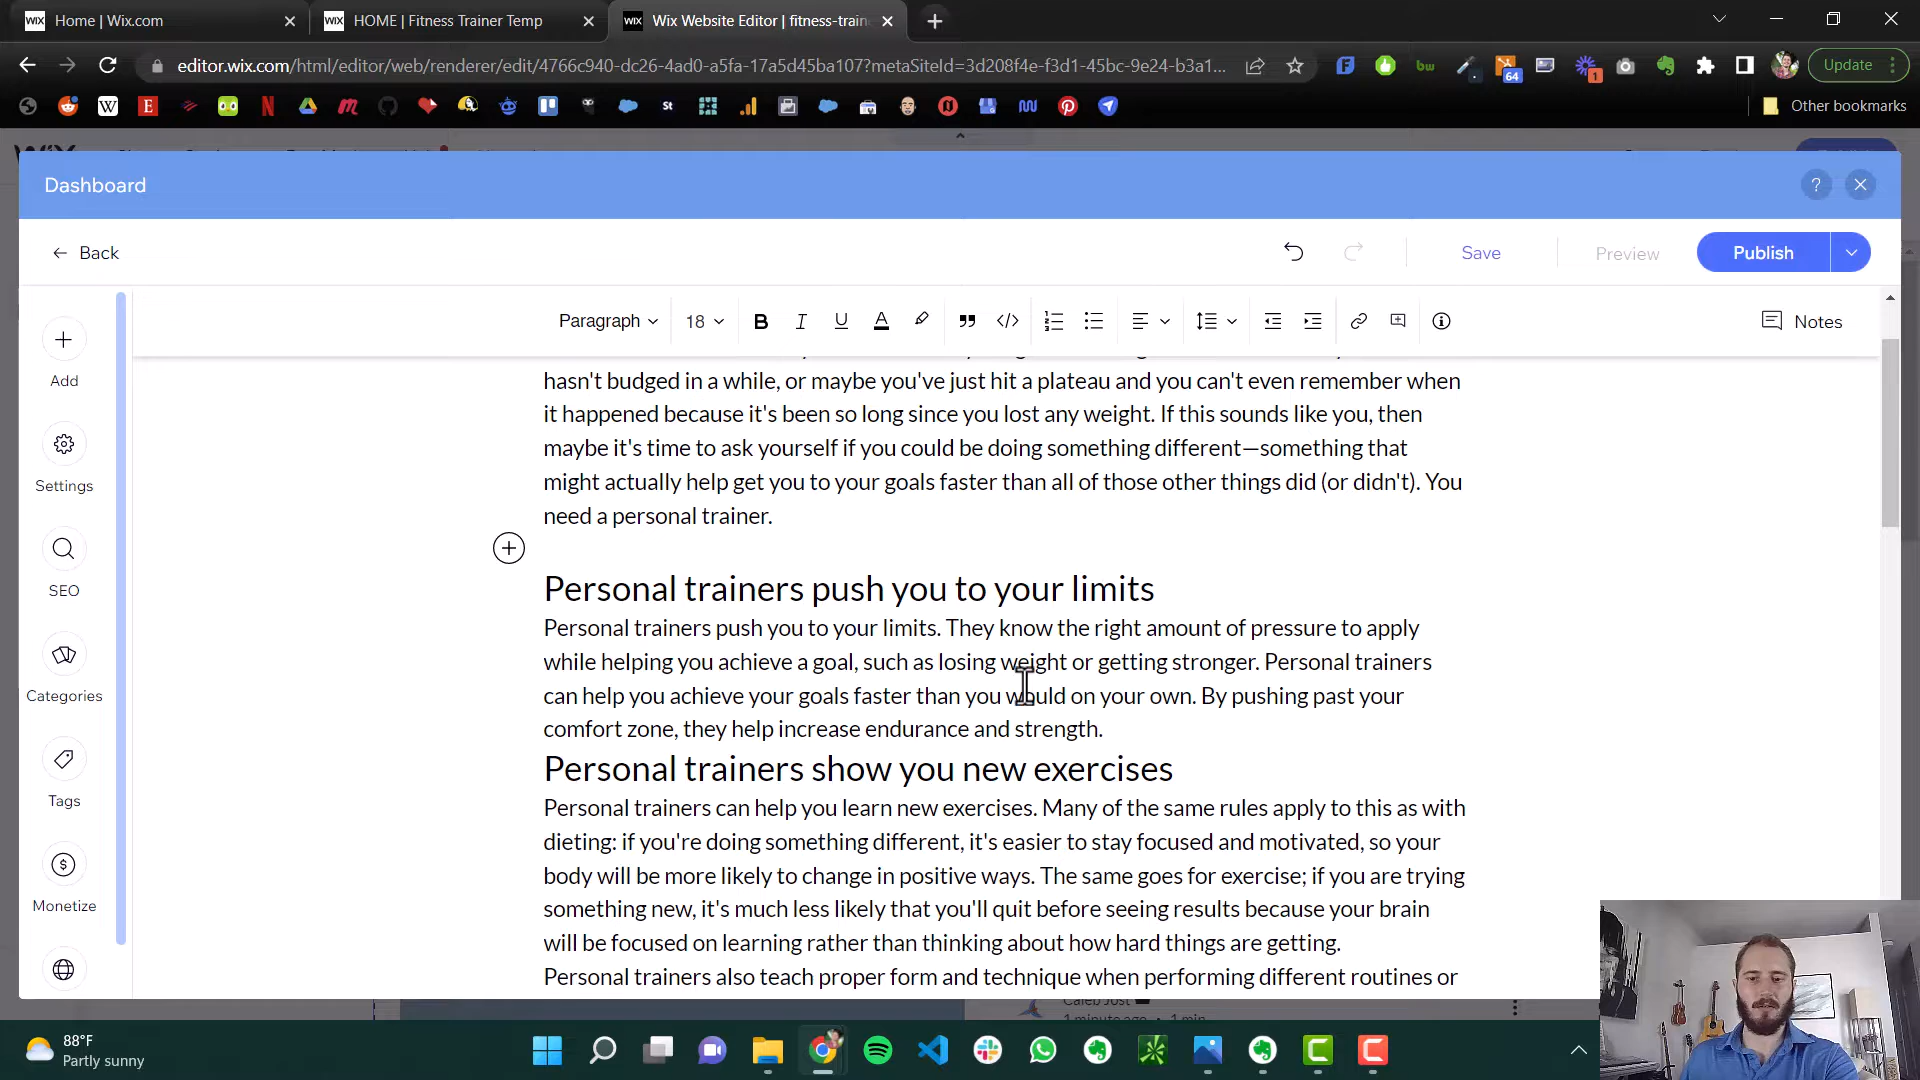 Home | Wix.com
HOME | Fitness Trainer Temp
Wix Website Editor | fitness-train
editor.wix.com/html/editor/web/renderer/edit/4766c940-dc26-4ad0-a5fa-17a5d45ba107?metaSiteId=3d208f4e-f3d1-45bc-9e24-b3a1...
64
1
Update
Other bookmarks
Dashboard
Back
Save
Preview
Publish
Paragraph
18
Notes
Add
Settings
SEO
Categories
Tags
Monetize
hasn't budged in a while, or maybe you've just hit a plateau and you can't even remember when
it happened because it's been so long since you lost any weight. If this sounds like you, then
maybe it's time to ask yourself if you could be doing something different—something that
might actually help get you to your goals faster than all of those other things did (or didn't). You
need a personal trainer.
Personal trainers push you to your limits
Personal trainers push you to your limits. They know the right amount of pressure to apply
while helping you achieve a goal, such as losing weight or getting stronger. Personal trainers
can help you achieve your goals faster than you would on your own. By pushing past your
comfort zone, they help increase endurance and strength.
Personal trainers show you new exercises
Personal trainers can help you learn new exercises. Many of the same rules apply to this as with
dieting: if you're doing something different, it's easier to stay focused and motivated, so your
body will be more likely to change in positive ways. The same goes for exercise; if you are trying
something new, it's much less likely that you'll quit before seeing results because your brain
will be focused on learning rather than thinking about how hard things are getting.
Personal trainers also teach proper form and technique when performing different routines or
Caleb Jost
1 minute ago • 1 min
88°F
Partly sunny